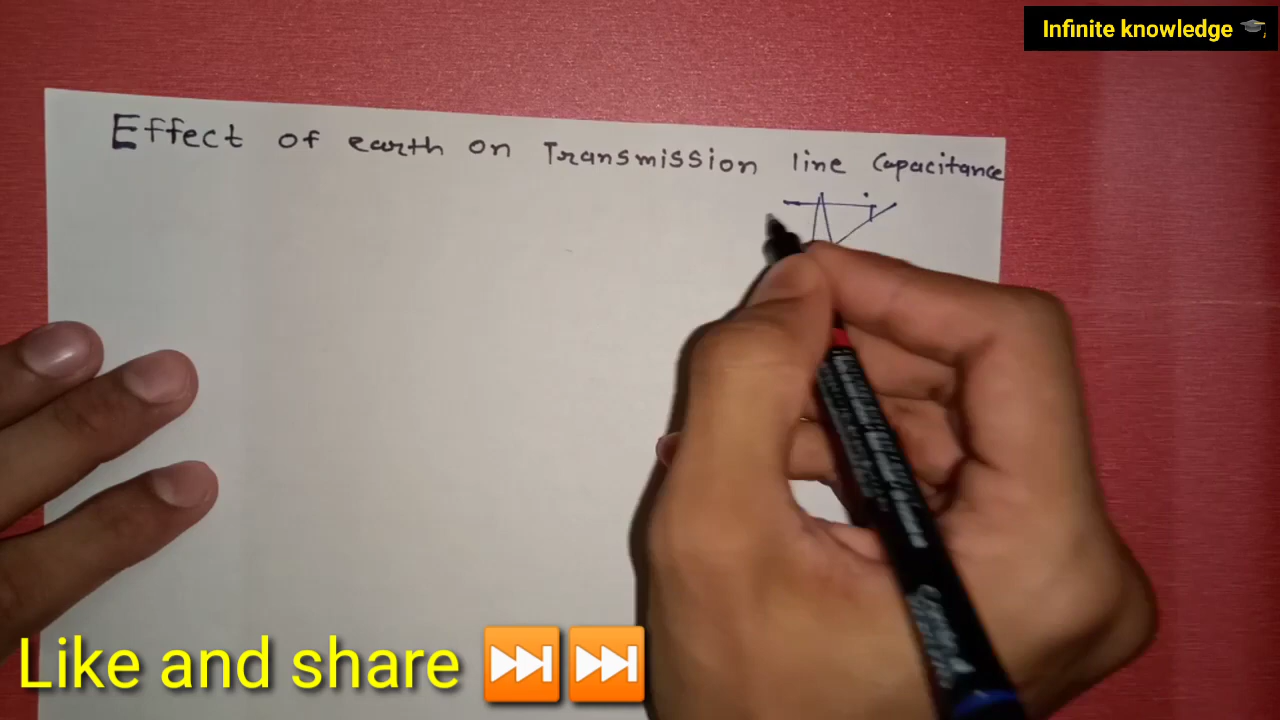 Infinite knowledge
Effect of earth on Transmission line Capacitance
Like and share